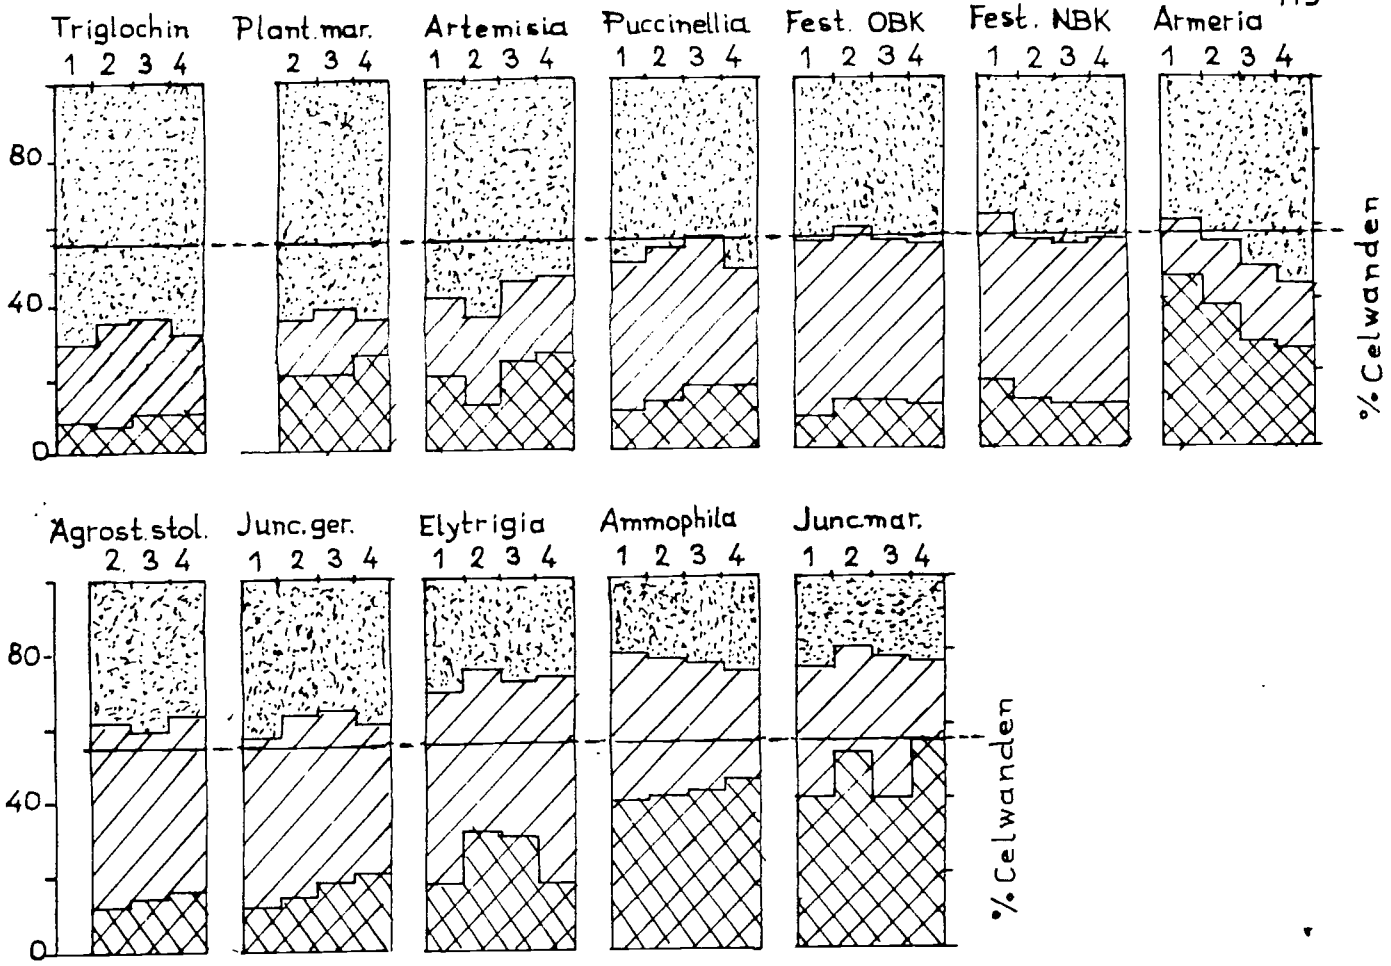 Triglochin Plant.mar. Artemisia Puccinellia Fest. OBK Fest. NBK Armeria
1 2 3 4 2 3 4 1 2 3 4 1 2 3 4 1 2 3 4 1 2 3 4 1 2 3 4
80
40
0
% Celwanden
Agrost.stol. Junc.ger. Elytrigia Ammophila Junc.mar.
2 3 4 1 2 3 4 1 2 3 4 1 2 3 4 1 2 3 4
80
40
0
% Celwanden